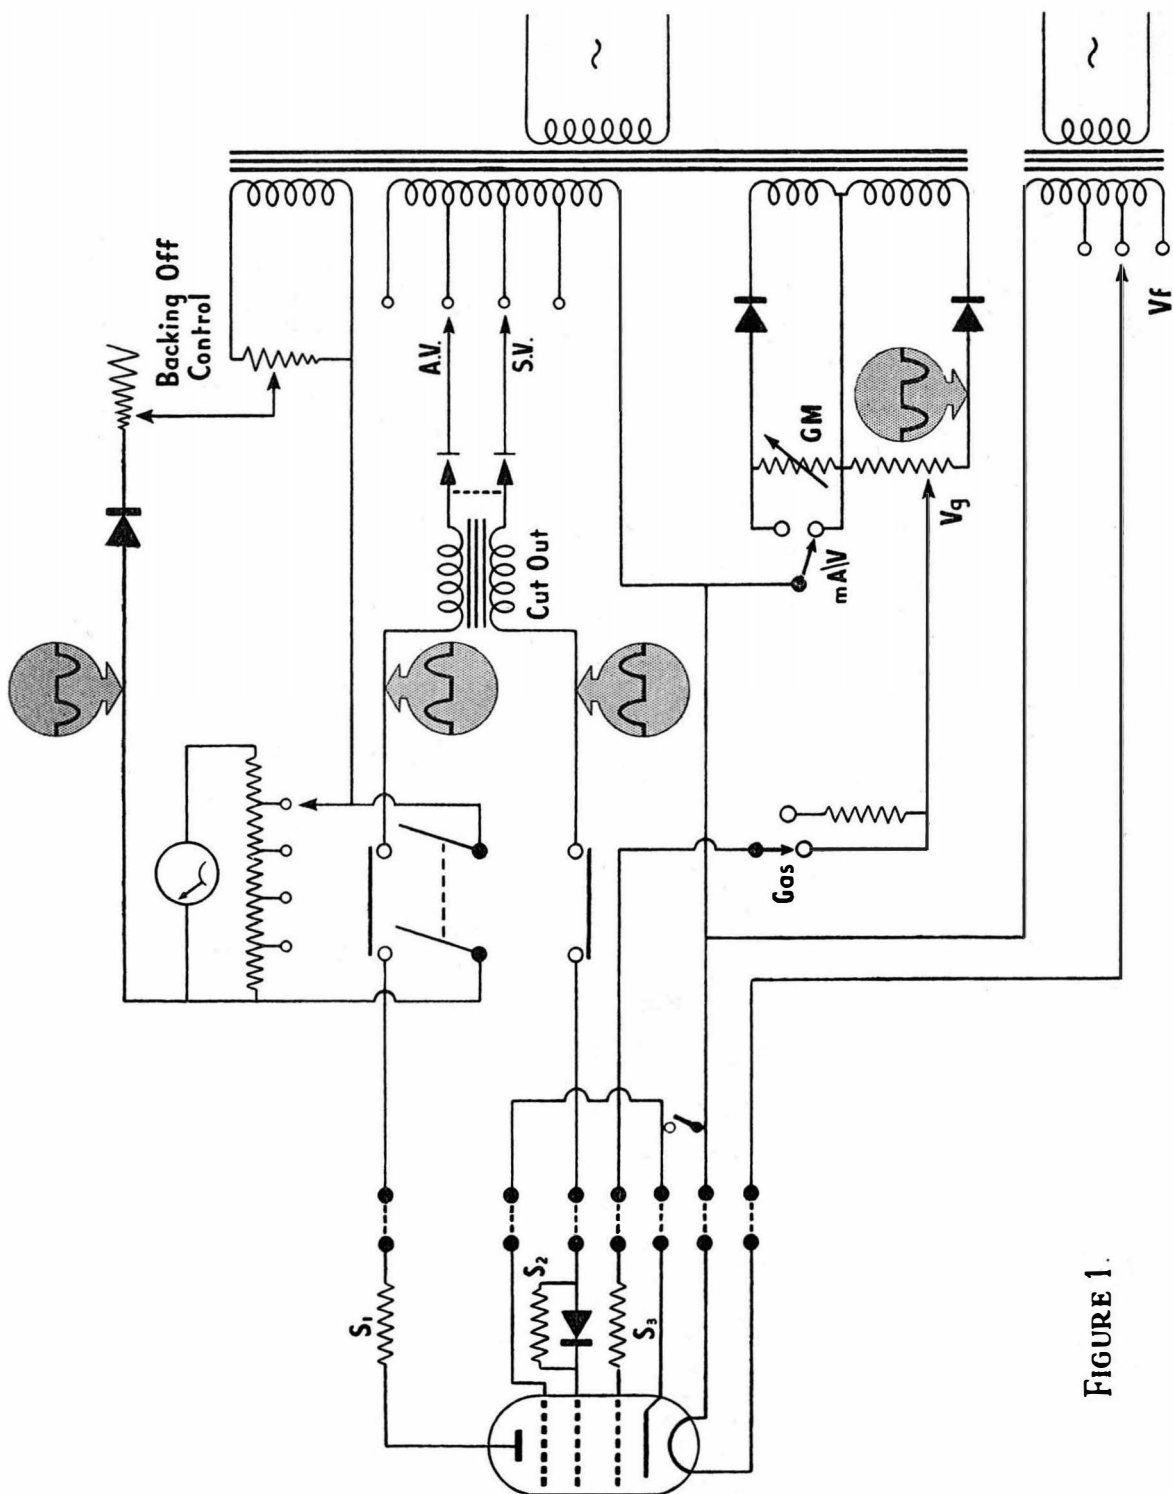 Backing Off
Control
A.V.
S.V.
Cut Out
GM
Vg
mA\V
Vf
Gas
S₁
S₂
S₃
~
~
FIGURE 1.